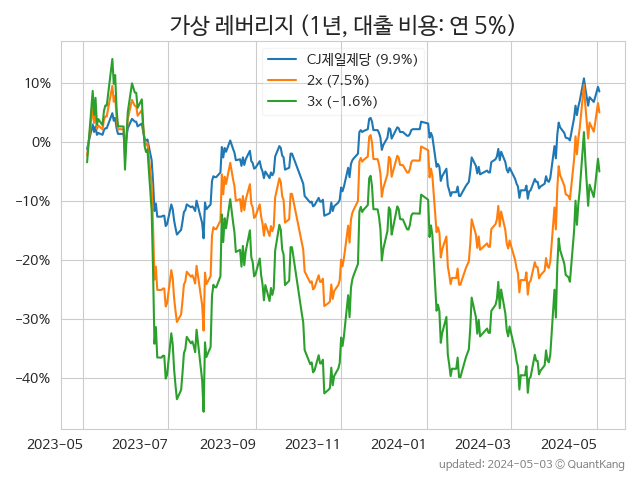 가상 레버리지 (1년, 대출 비용: 연 5%)
CJ제일제당 (9.9%)
2x (7.5%)
3x (−1.6%)
10%
0%
−10%
−20%
−30%
−40%
2023-05 2023-07 2023-09 2023-11 2024-01 2024-03 2024-05
updated: 2024-05-03 © QuantKang